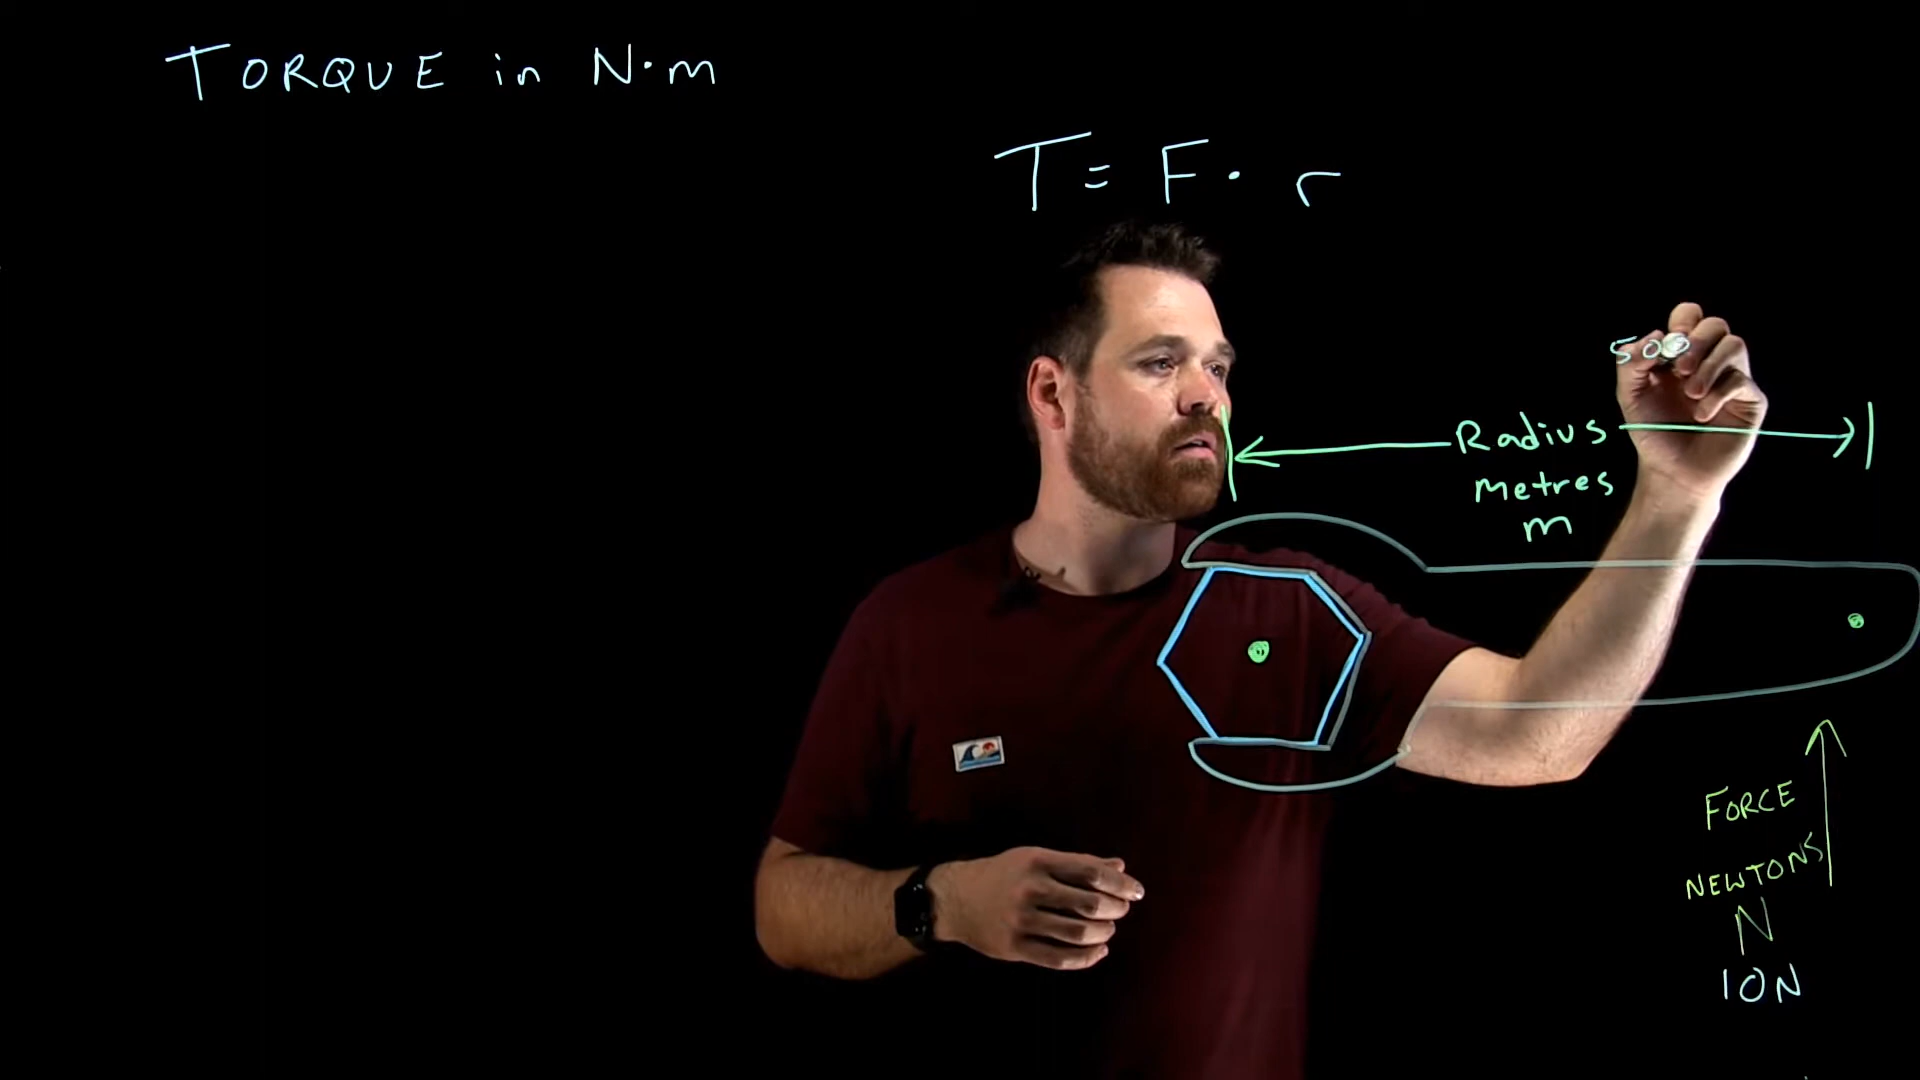 TORQUE in N·m
T = F · r
500
Radius
metres
m
FORCE
NEWTONS
N
10N